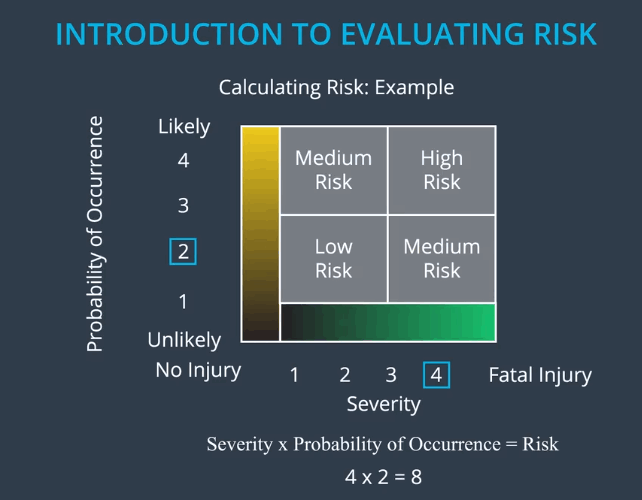 INTRODUCTION TO EVALUATING RISK
Calculating Risk: Example
Probability of Occurrence
Likely
4
3
2
1
Unlikely
Medium
Risk
High
Risk
Low
Risk
Medium
Risk
No Injury
1 2 3 4
Fatal Injury
Severity
Severity x Probability of Occurrence = Risk
4 x 2 = 8